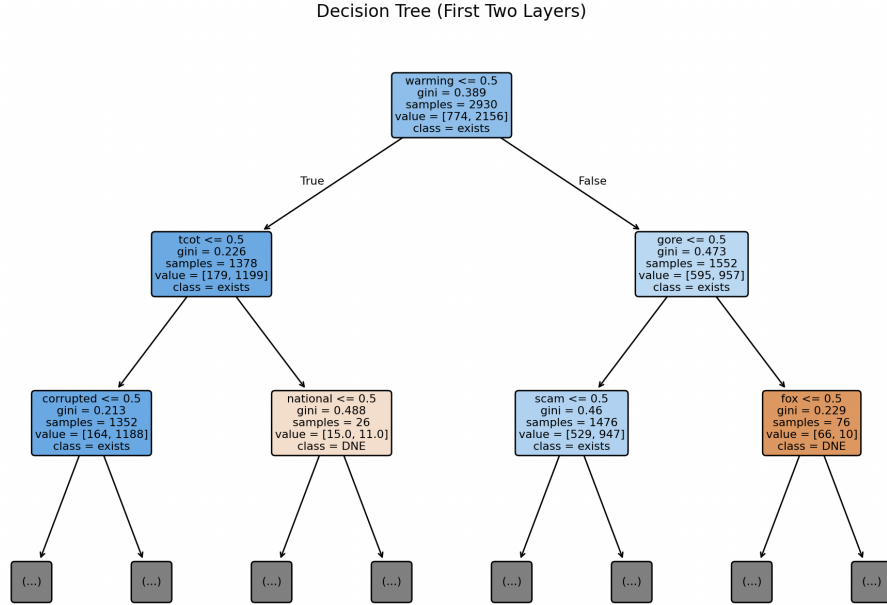 Decision Tree (First Two Layers)
warming <= 0.5
gini = 0.389
samples = 2930
value = [774, 2156]
class = exists
True
False
tcot <= 0.5
gini = 0.226
samples = 1378
value = [179, 1199]
class = exists
gore <= 0.5
gini = 0.473
samples = 1552
value = [595, 957]
class = exists
corrupted <= 0.5
gini = 0.213
samples = 1352
value = [164, 1188]
class = exists
national <= 0.5
gini = 0.488
samples = 26
value = [15.0, 11.0]
class = DNE
scam <= 0.5
gini = 0.46
samples = 1476
value = [529, 947]
class = exists
fox <= 0.5
gini = 0.229
samples = 76
value = [66, 10]
class = DNE
(...)
(...)
(...)
(...)
(...)
(...)
(...)
(...)